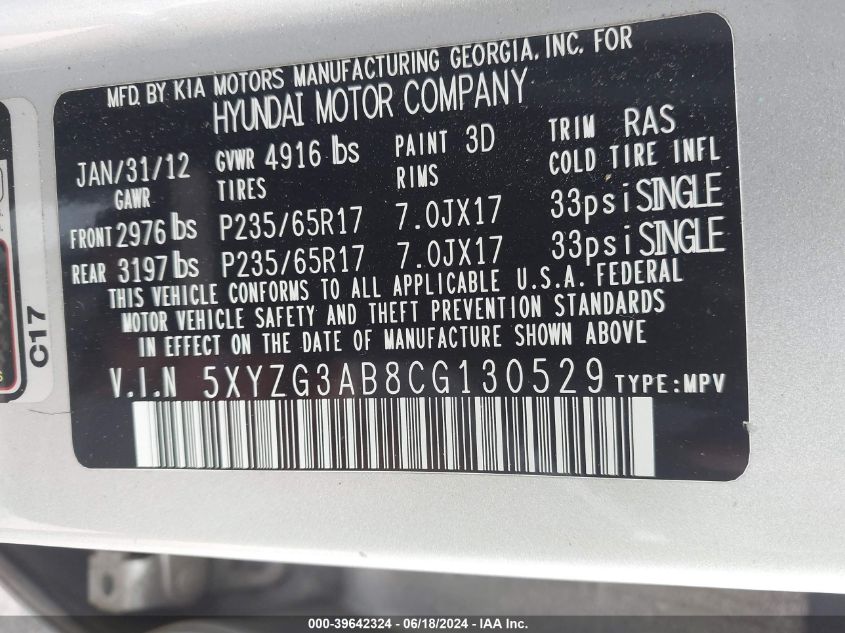 MFD. BY KIA MOTORS MANUFACTURING GEORGIA, INC. FOR
HYUNDAI MOTOR COMPANY
JAN/31/12 GVWR 4916 lbs PAINT 3D TRIM RAS
GAWR TIRES RIMS COLD TIRE INFL
FRONT 2976 lbs P235/65R17 7.0JX17 33psi SINGLE
REAR 3197 lbs P235/65R17 7.0JX17 33psi SINGLE
THIS VEHICLE CONFORMS TO ALL APPLICABLE U.S.A. FEDERAL
MOTOR VEHICLE SAFETY AND THEFT PREVENTION STANDARDS
IN EFFECT ON THE DATE OF MANUFACTURE SHOWN ABOVE
V.I.N 5XYZG3AB8CG130529 TYPE:MPV
C17
000-39642324 / 06/18/2024 - IAA Inc.